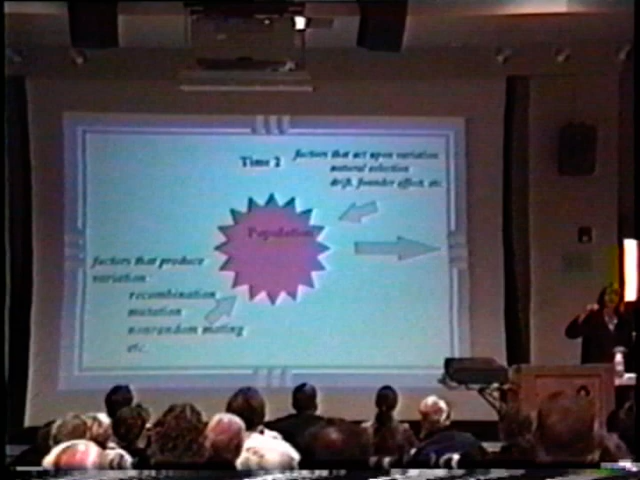 Time 2
factors that act upon variation
natural selection
drift, founder effect, etc.
Population
factors that produce
variation
recombination
mutation
nonrandom mating
etc.